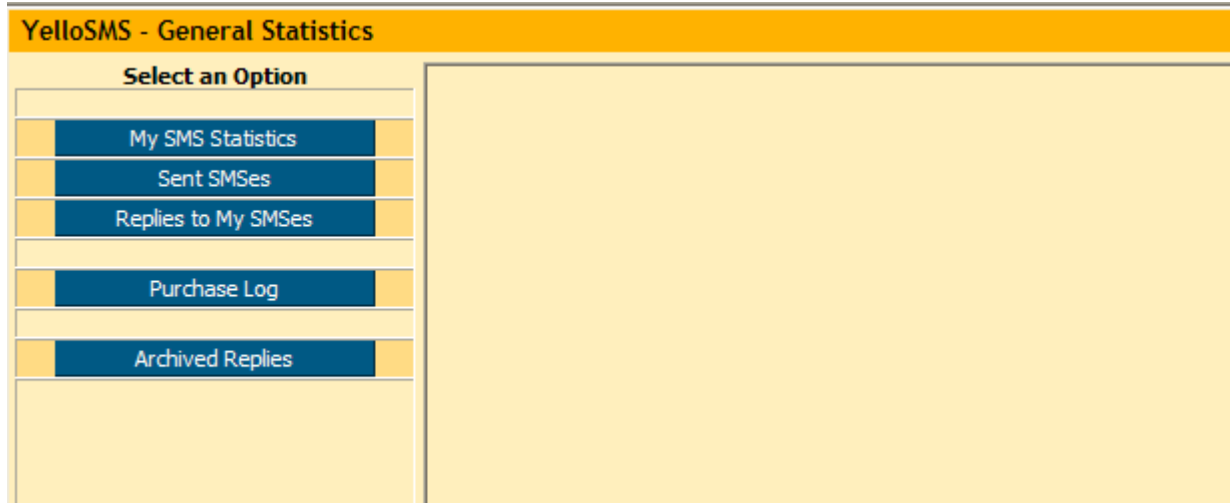 YelloSMS - General Statistics
Select an Option
My SMS Statistics
Sent SMSes
Replies to My SMSes
Purchase Log
Archived Replies